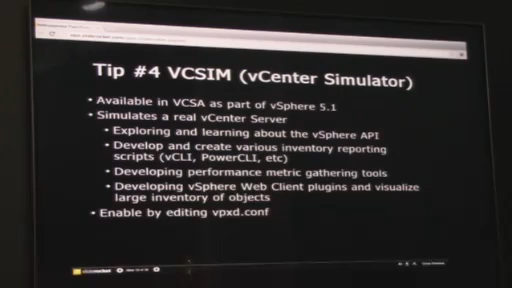 Tip #4 VCSIM (vCenter Simulator)
• Available in VCSA as part of vSphere 5.1
• Simulates a real vCenter Server
• Exploring and learning about the vSphere API
• Develop and create various inventory reporting
scripts (vCLI, PowerCLI, etc)
• Developing performance metric gathering tools
• Developing vSphere Web Client plugins and visualize
large inventory of objects
• Enable by editing vpxd.conf